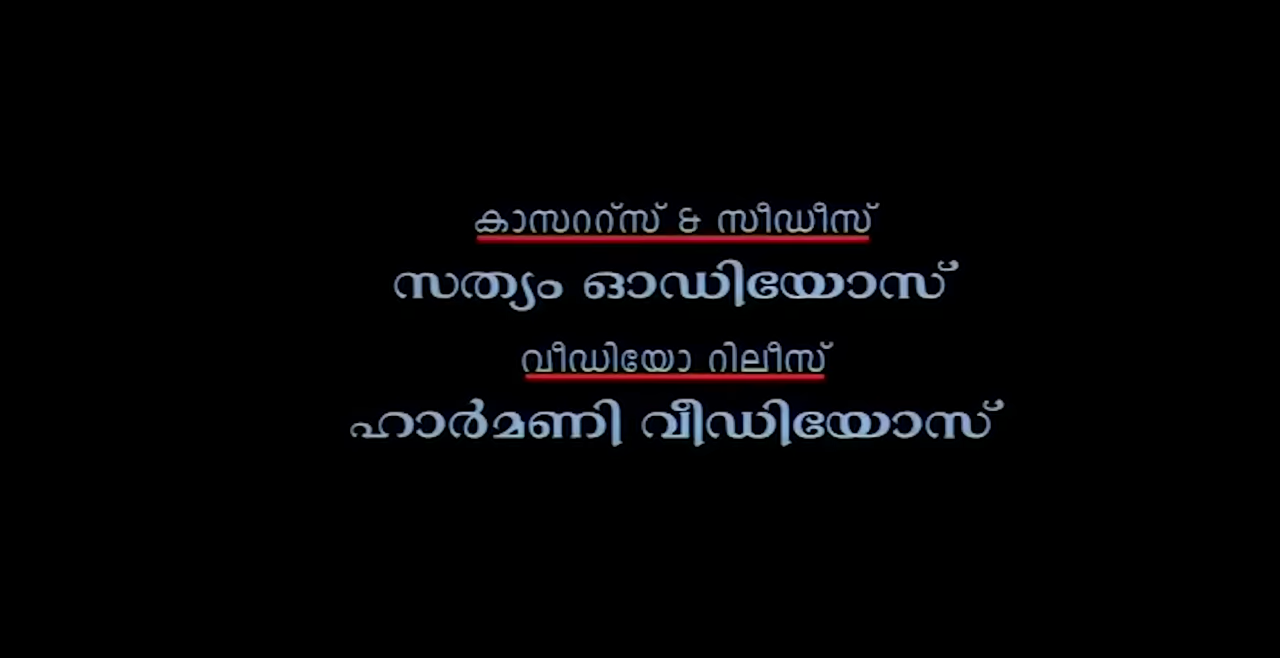 കാസററ്സ് & സീഡീസ്
സത്യം ഓഡിയോസ്
വീഡിയോ റിലീസ്
ഹാർമണി വീഡിയോസ്